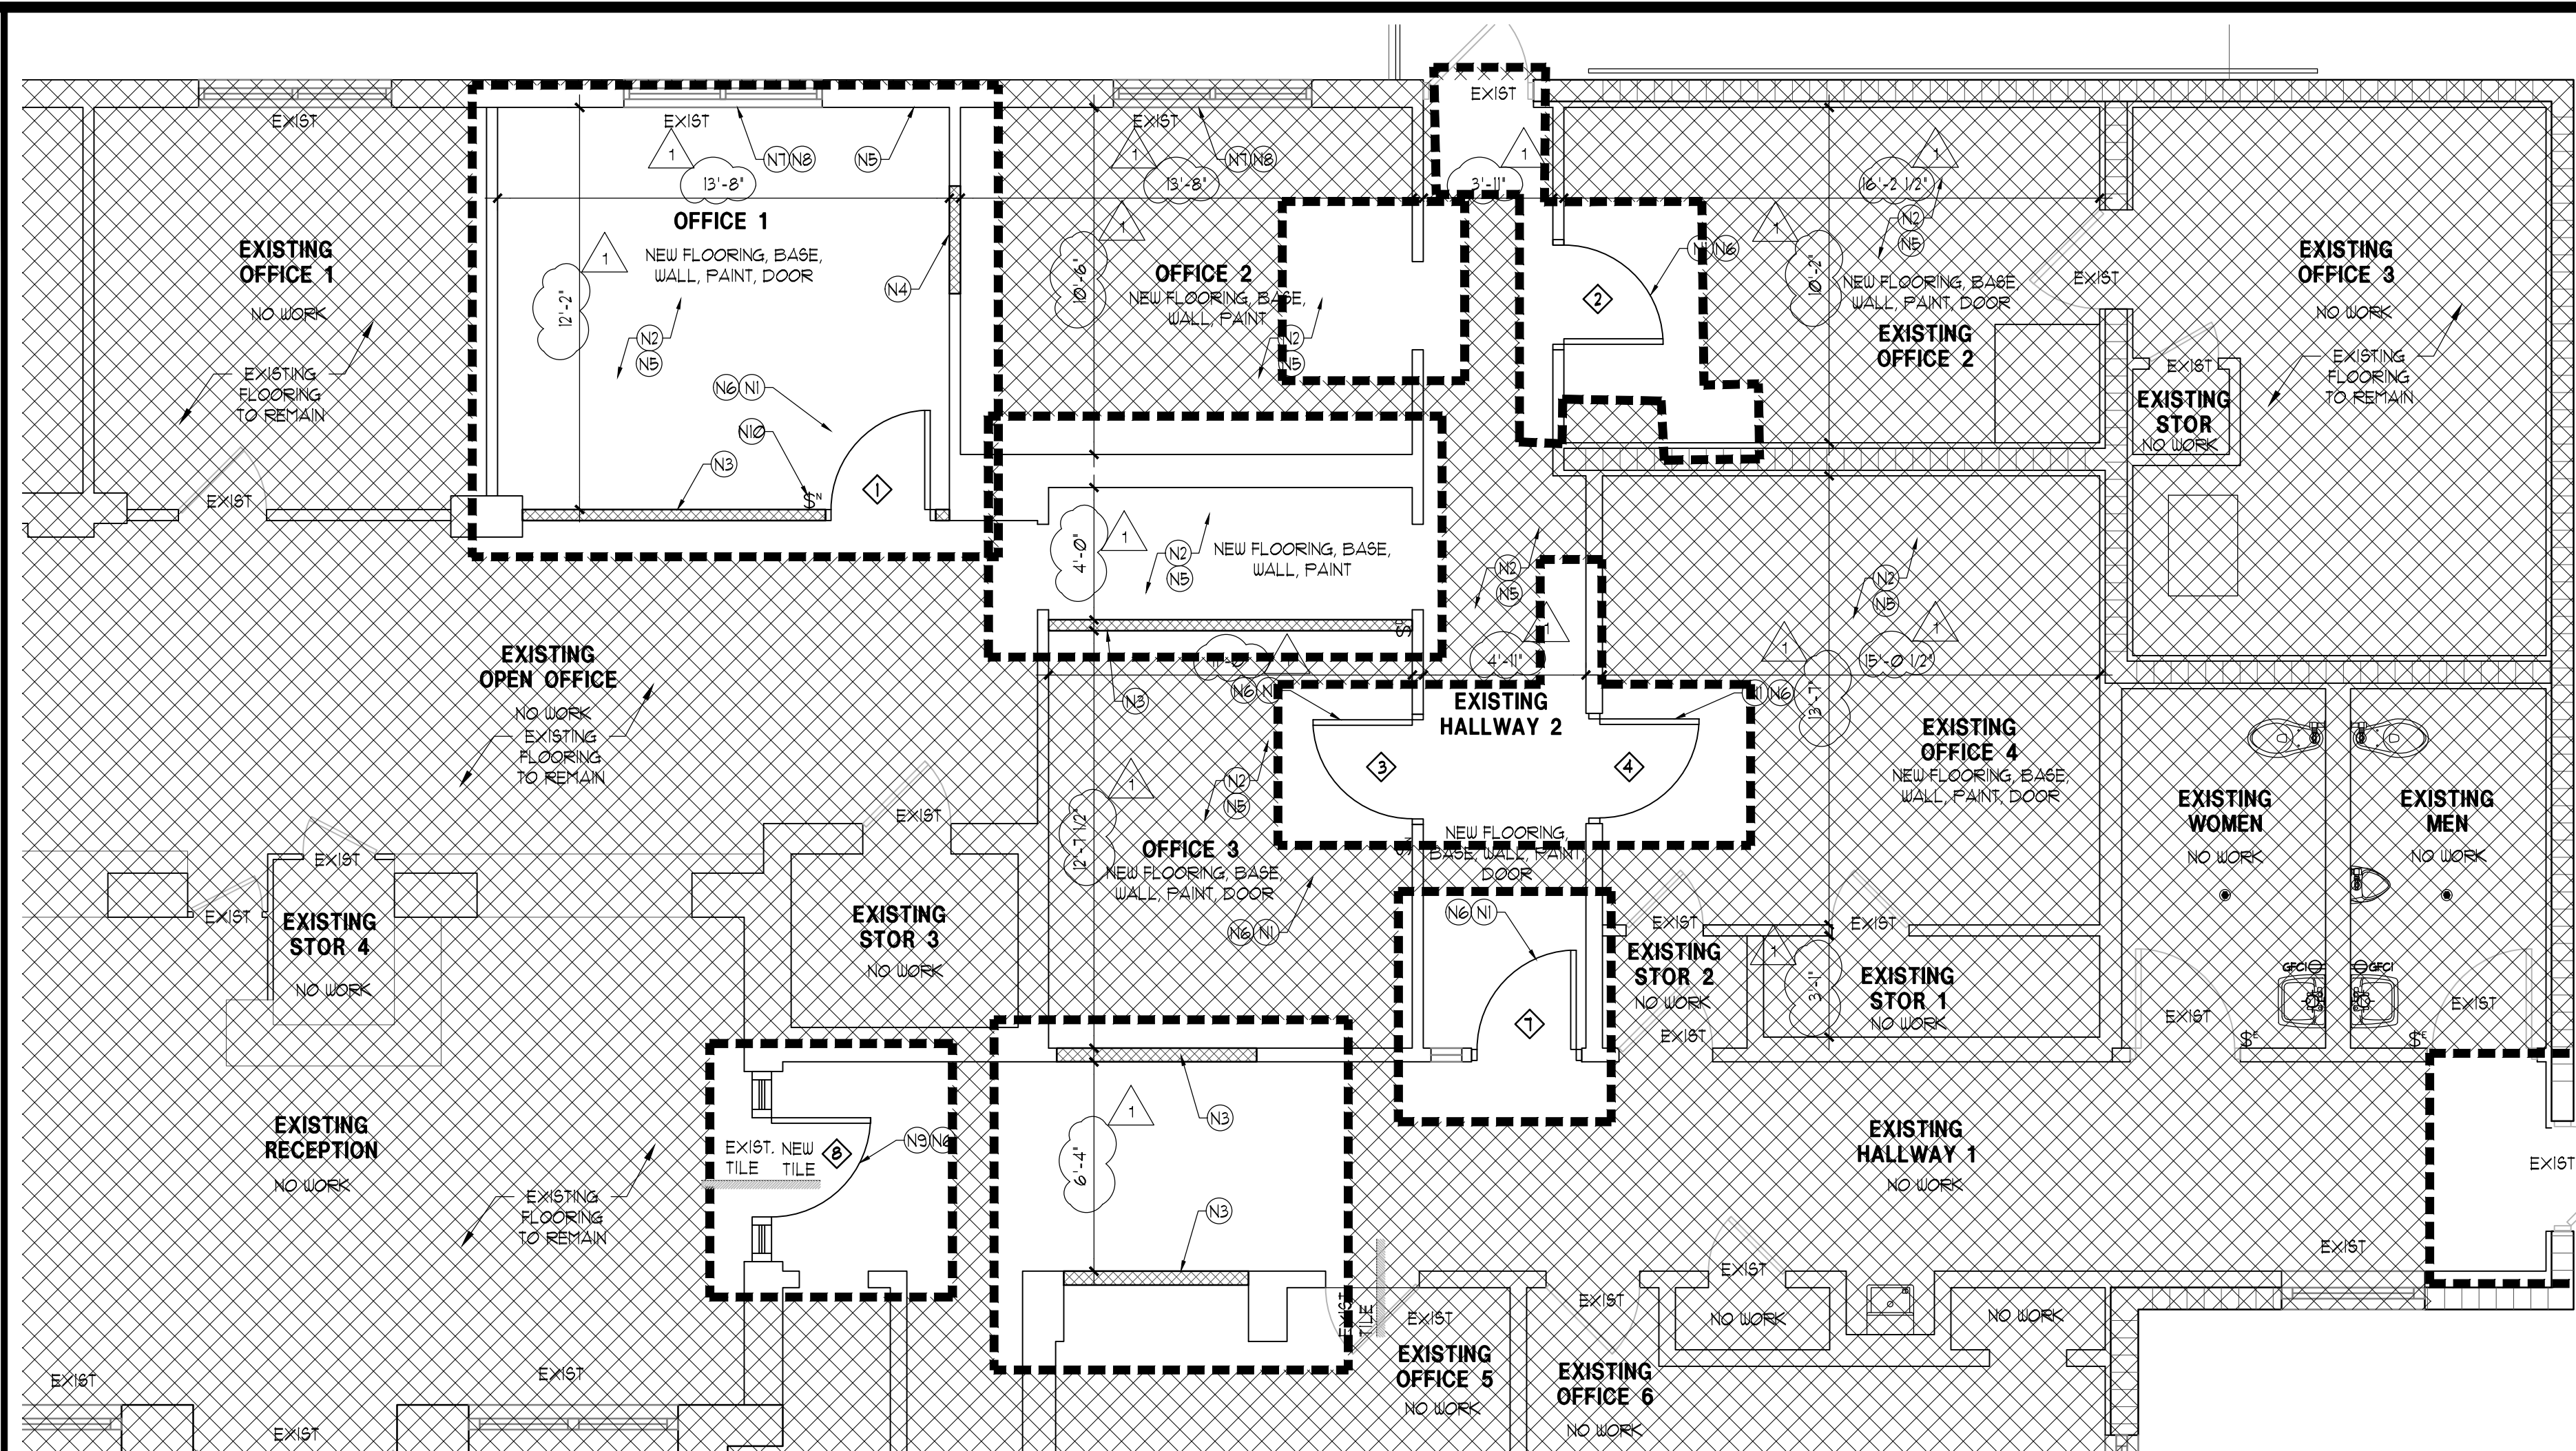 EXIST
EXISTING
OFFICE 1
NO WORK
EXISTING
FLOORING
TO REMAIN
EXIST
EXIST
1
13'-8"
N7 N8
N5
OFFICE 1
NEW FLOORING, BASE,
WALL, PAINT, DOOR
1
12'-2"
N4
N2
N5
N6 N1
N10
N3
$N
1
EXIST
1
13'-8"
N7 N8
1
10'-6"
OFFICE 2
NEW FLOORING, BASE,
WALL, PAINT
N2
N5
EXIST
1
3'-11"
N6
2
1
16'-2 1/2"
N2
N5
1
10'-2"
NEW FLOORING, BASE,
WALL, PAINT, DOOR
EXISTING
OFFICE 2
EXIST
EXISTING
OFFICE 3
NO WORK
EXISTING
FLOORING
TO REMAIN
EXIST
EXISTING
STOR
NO WORK
4'-0"
1
N2
N5
NEW FLOORING, BASE,
WALL, PAINT
N2
N5
1
4'-11"
N2
N5
1
15'-0 1/2"
1
13'-7"
N3
N6
N1 N6
EXISTING
HALLWAY 2
3
4
NEW FLOORING,
BASE, WALL, PAINT,
DOOR
EXISTING
OFFICE 4
NEW FLOORING, BASE,
WALL, PAINT, DOOR
EXISTING
OPEN OFFICE
NO WORK
EXISTING
FLOORING
TO REMAIN
1
12'-7 1/2"
N2
N5
OFFICE 3
NEW FLOORING, BASE,
WALL, PAINT, DOOR
N6 N1
EXISTING
WOMEN
NO WORK
EXISTING
MEN
NO WORK
GFCI
GFCI
EXIST
EXIST
$E
$E
EXIST
EXIST
EXIST
EXISTING
STOR 4
NO WORK
EXISTING
STOR 3
NO WORK
N6 N1
7
EXIST
EXISTING
STOR 2
NO WORK
EXIST
EXIST
1
3'-1"
EXISTING
STOR 1
NO WORK
EXISTING
RECEPTION
NO WORK
EXISTING
FLOORING
TO REMAIN
EXIST. NEW
TILE TILE
8
N9 N6
1
6'-4"
N3
N3
EXISTING
HALLWAY 1
NO WORK
EXIST
EXIST
EXIST
TILE
EXIST
EXISTING
OFFICE 5
NO WORK
EXIST
EXISTING
OFFICE 6
NO WORK
EXIST
NO WORK
NO WORK
EXIST
EXIST
EXIST